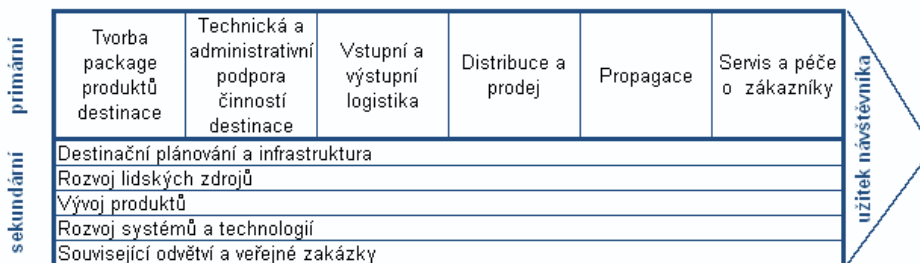 primární
Tvorba
package
produktů
destinace
Technická a
administrativní
podpora
činností
destinace
Vstupní a
výstupní
logistika
Distribuce a
prodej
Propagace
Servis a péče
o zákazníky
sekundární
Destinační plánování a infrastruktura
Rozvoj lidských zdrojů
Vývoj produktů
Rozvoj systémů a technologií
Související odvětví a veřejné zakázky
užitek návštěvníka